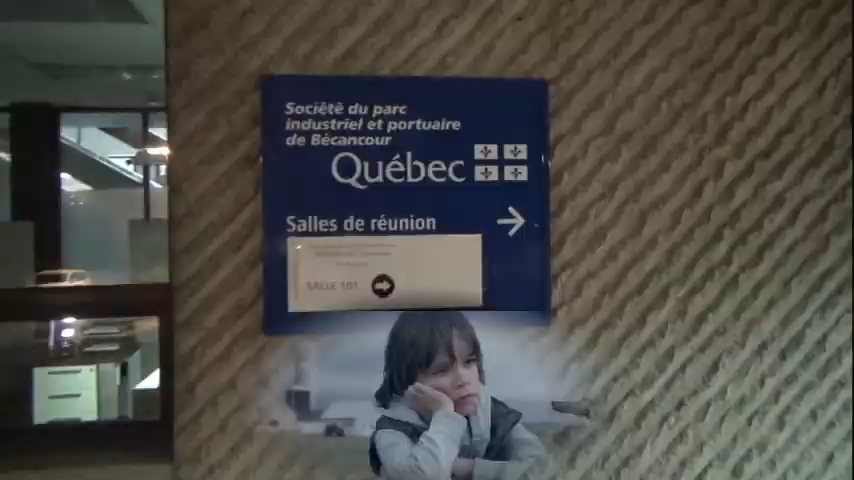 Société du parc
industriel et portuaire
de Bécancour
Québec
Salles de réunion
SALLE 101